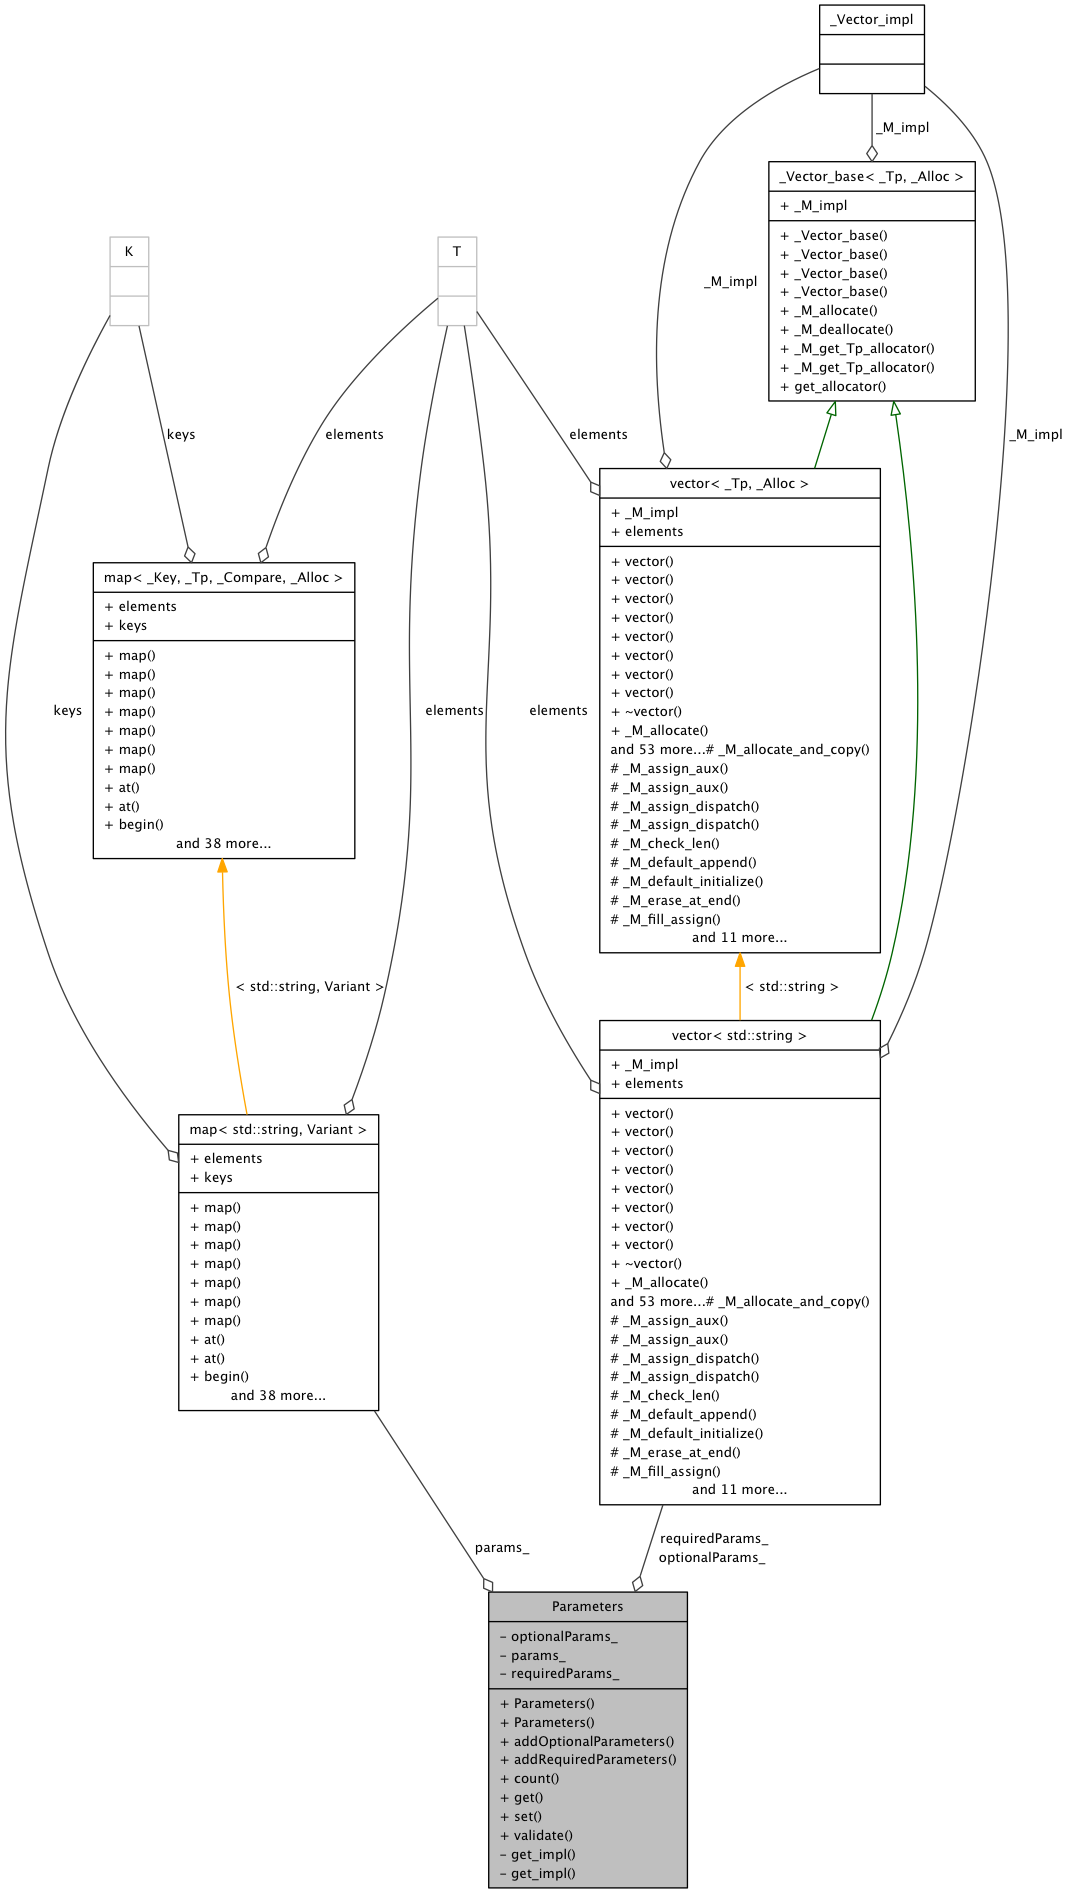 _Vector_impl
_M_impl
_Vector_base< _Tp, _Alloc >
+ _M_impl
+ _Vector_base()
+ _Vector_base()
+ _Vector_base()
+ _Vector_base()
+ _M_allocate()
+ _M_deallocate()
+ _M_get_Tp_allocator()
+ _M_get_Tp_allocator()
+ get_allocator()
K
T
_M_impl
keys
elements
elements
_M_impl
vector< _Tp, _Alloc >
+ _M_impl
+ elements
+ vector()
+ vector()
+ vector()
+ vector()
+ vector()
+ vector()
+ vector()
+ vector()
+ ~vector()
+ _M_allocate()
and 53 more...# _M_allocate_and_copy()
# _M_assign_aux()
# _M_assign_aux()
# _M_assign_dispatch()
# _M_assign_dispatch()
# _M_check_len()
# _M_default_append()
# _M_default_initialize()
# _M_erase_at_end()
# _M_fill_assign()
and 11 more...
map< _Key, _Tp, _Compare, _Alloc >
+ elements
+ keys
+ map()
+ map()
+ map()
+ map()
+ map()
+ map()
+ map()
+ at()
+ at()
+ begin()
and 38 more...
keys
elements
elements
< std::string, Variant >
< std::string >
vector< std::string >
+ _M_impl
+ elements
+ vector()
+ vector()
+ vector()
+ vector()
+ vector()
+ vector()
+ vector()
+ vector()
+ ~vector()
+ _M_allocate()
and 53 more...# _M_allocate_and_copy()
# _M_assign_aux()
# _M_assign_aux()
# _M_assign_dispatch()
# _M_assign_dispatch()
# _M_check_len()
# _M_default_append()
# _M_default_initialize()
# _M_erase_at_end()
# _M_fill_assign()
and 11 more...
map< std::string, Variant >
+ elements
+ keys
+ map()
+ map()
+ map()
+ map()
+ map()
+ map()
+ map()
+ at()
+ at()
+ begin()
and 38 more...
params_
requiredParams_
optionalParams_
Parameters
- optionalParams_
- params_
- requiredParams_
+ Parameters()
+ Parameters()
+ addOptionalParameters()
+ addRequiredParameters()
+ count()
+ get()
+ set()
+ validate()
- get_impl()
- get_impl()